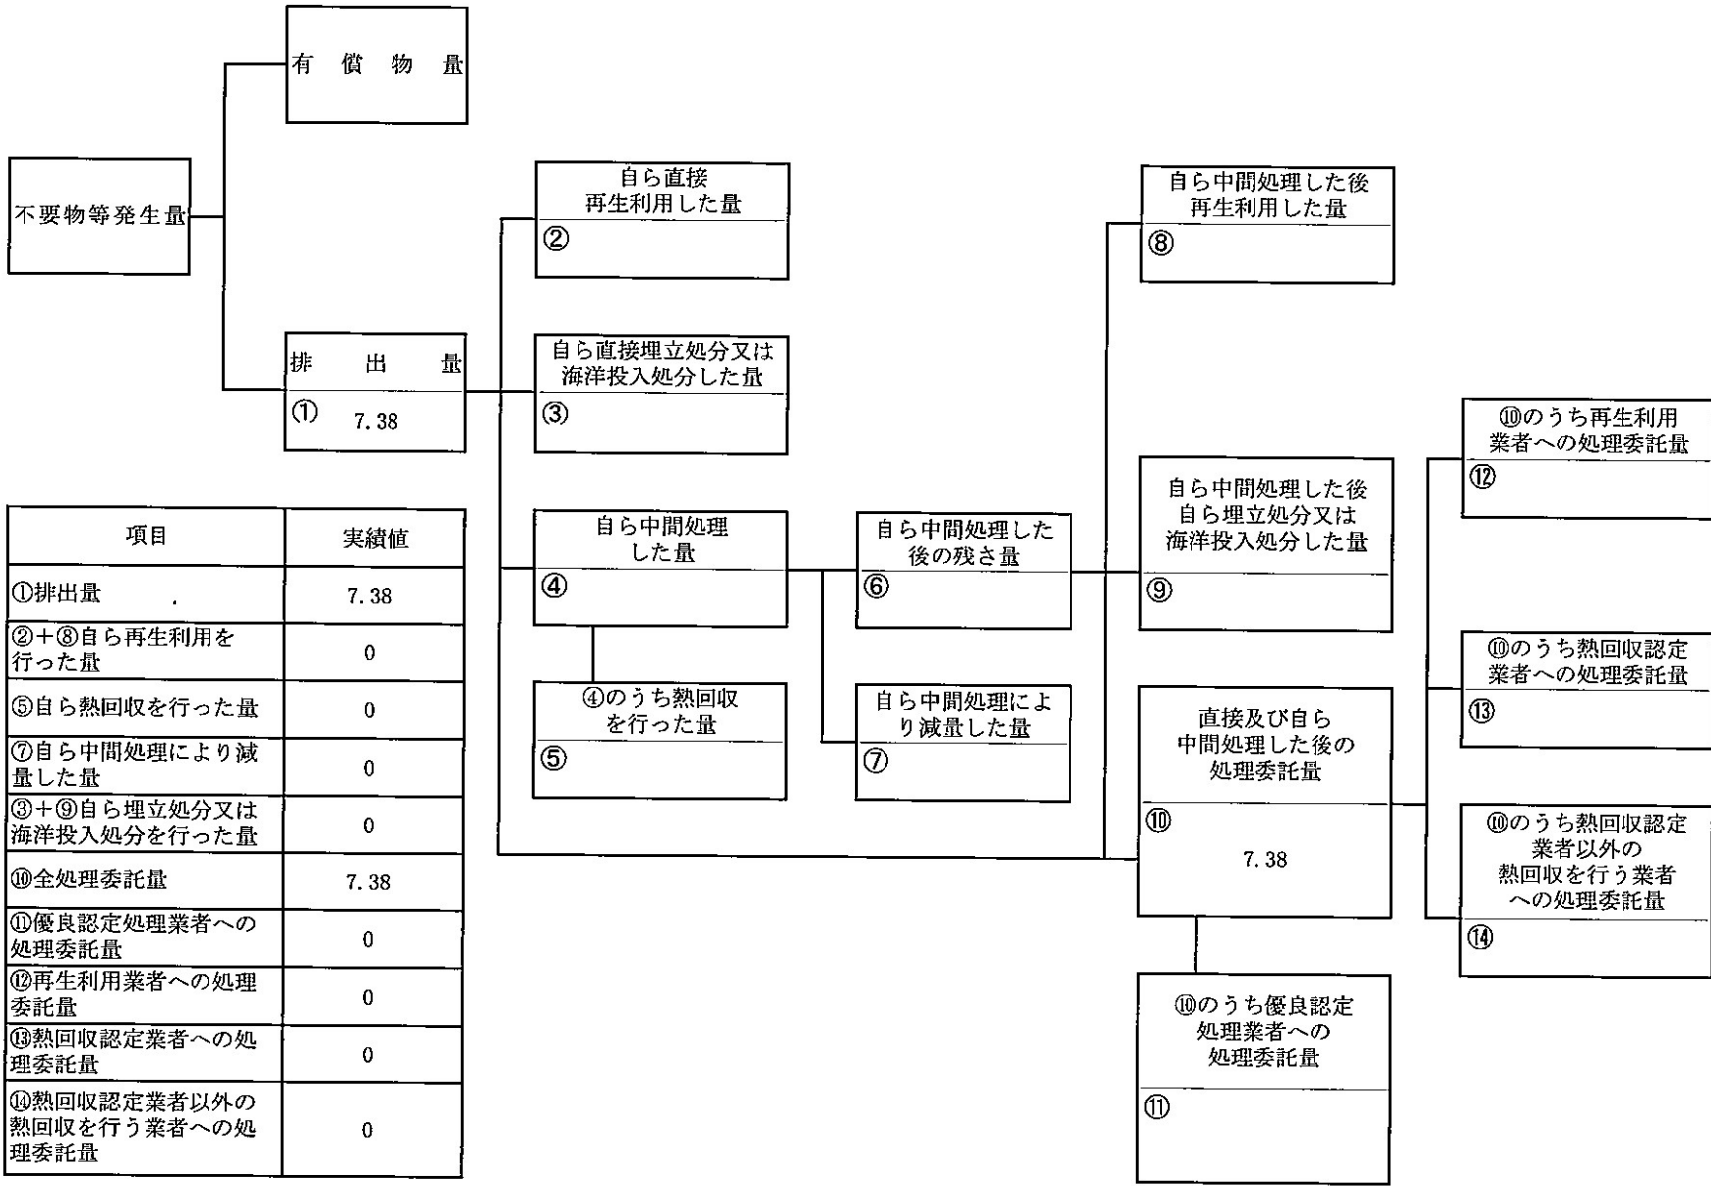 有償物量
不要物等発生量
排出量
① 7.38
自ら直接
再生利用した量
②
自ら直接埋立処分又は
海洋投入処分した量
③
自ら中間処理
した量
④
④のうち熱回収
を行った量
⑤
自ら中間処理した
後の残さ量
⑥
自ら中間処理によ
り減量した量
⑦
自ら中間処理した後
再生利用した量
⑧
自ら中間処理した後
自ら埋立処分又は
海洋投入処分した量
⑨
直接及び自ら
中間処理した後の
処理委託量
⑩
7.38
⑩のうち優良認定
処理業者への
処理委託量
⑪
⑩のうち再生利用
業者への処理委託量
⑫
⑩のうち熱回収認定
業者への処理委託量
⑬
⑩のうち熱回収認定
業者以外の
熱回収を行う業者
への処理委託量
⑭
項目 実績値
①排出量 7.38
②+⑧自ら再生利用を
行った量 0
⑤自ら熱回収を行った量 0
⑦自ら中間処理により減
量した量 0
③+⑨自ら埋立処分又は
海洋投入処分を行った量 0
⑩全処理委託量 7.38
⑪優良認定処理業者への
処理委託量 0
⑫再生利用業者への処理
委託量 0
⑬熱回収認定業者への処
理委託量 0
⑭熱回収認定業者以外の
熱回収を行う業者への処
理委託量 0